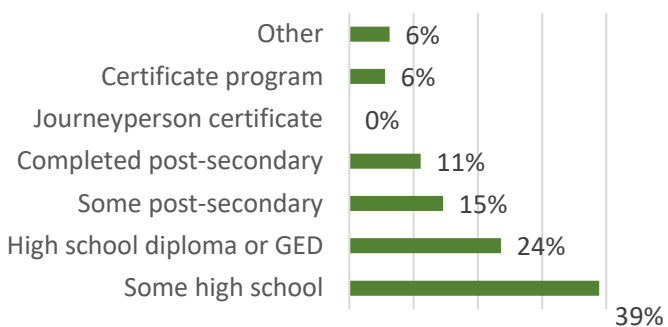 Other 6%
Certificate program 6%
Journeyperson certificate 0%
Completed post-secondary 11%
Some post-secondary 15%
High school diploma or GED 24%
Some high school
39%